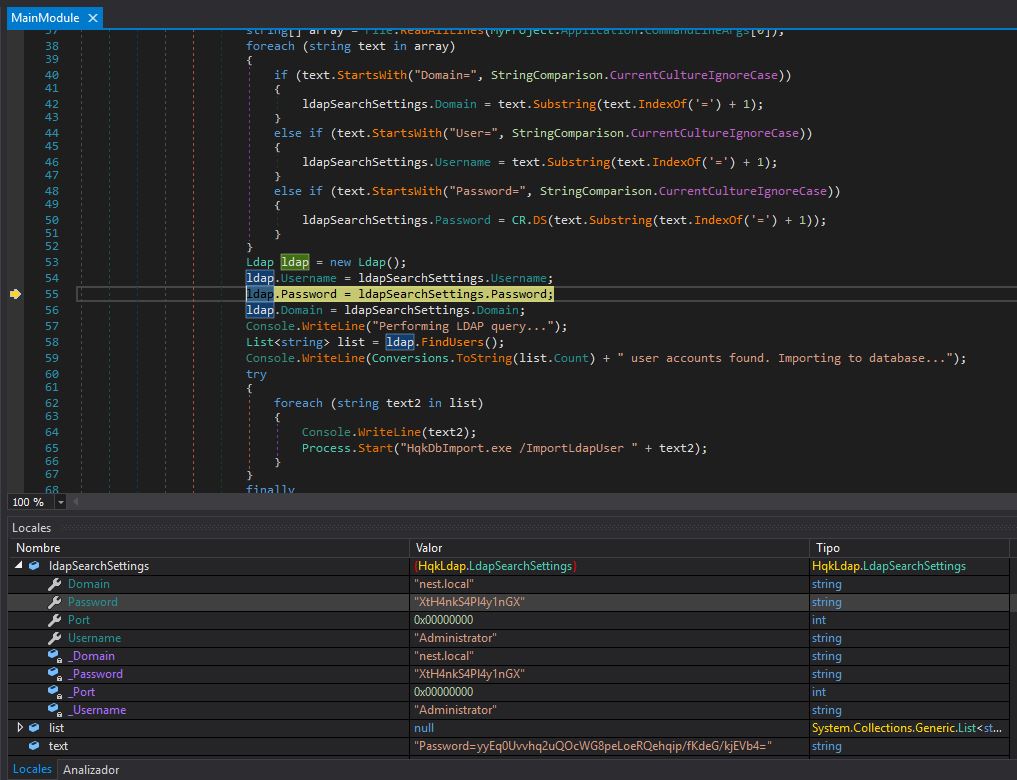 MainModule ×
37 string[] array = File.ReadAllLines(MyProject.Application.CommandLineArgs[0]);
38 foreach (string text in array)
39 {
40 if (text.StartsWith("Domain=", StringComparison.CurrentCultureIgnoreCase))
41 {
42 ldapSearchSettings.Domain = text.Substring(text.IndexOf('=') + 1);
43 }
44 else if (text.StartsWith("User=", StringComparison.CurrentCultureIgnoreCase))
45 {
46 ldapSearchSettings.Username = text.Substring(text.IndexOf('=') + 1);
47 }
48 else if (text.StartsWith("Password=", StringComparison.CurrentCultureIgnoreCase))
49 {
50 ldapSearchSettings.Password = CR.DS(text.Substring(text.IndexOf('=') + 1));
51 }
52 }
53 Ldap ldap = new Ldap();
54 ldap.Username = ldapSearchSettings.Username;
55 ldap.Password = ldapSearchSettings.Password;
56 ldap.Domain = ldapSearchSettings.Domain;
57 Console.WriteLine("Performing LDAP query...");
58 List<string> list = ldap.FindUsers();
59 Console.WriteLine(Conversions.ToString(list.Count) + " user accounts found. Importing to database...");
60 try
61 {
62 foreach (string text2 in list)
63 {
64 Console.WriteLine(text2);
65 Process.Start("HqkDbImport.exe /ImportLdapUser " + text2);
66 }
67 }
68 finally
100 %
Locales
Nombre Valor Tipo
ldapSearchSettings {HqkLdap.LdapSearchSettings} HqkLdap.LdapSearchSettings
Domain "nest.local" string
Password "XtH4nkS4Pl4y1nGX" string
Port 0x00000000 int
Username "Administrator" string
_Domain "nest.local" string
_Password "XtH4nkS4Pl4y1nGX" string
_Port 0x00000000 int
_Username "Administrator" string
list null System.Collections.Generic.List<st...
text "Password=yyEq0Uvvhq2uQOcWG8peLoeRQehqip/fKdeG/kjEVb4=" string
Locales Analizador